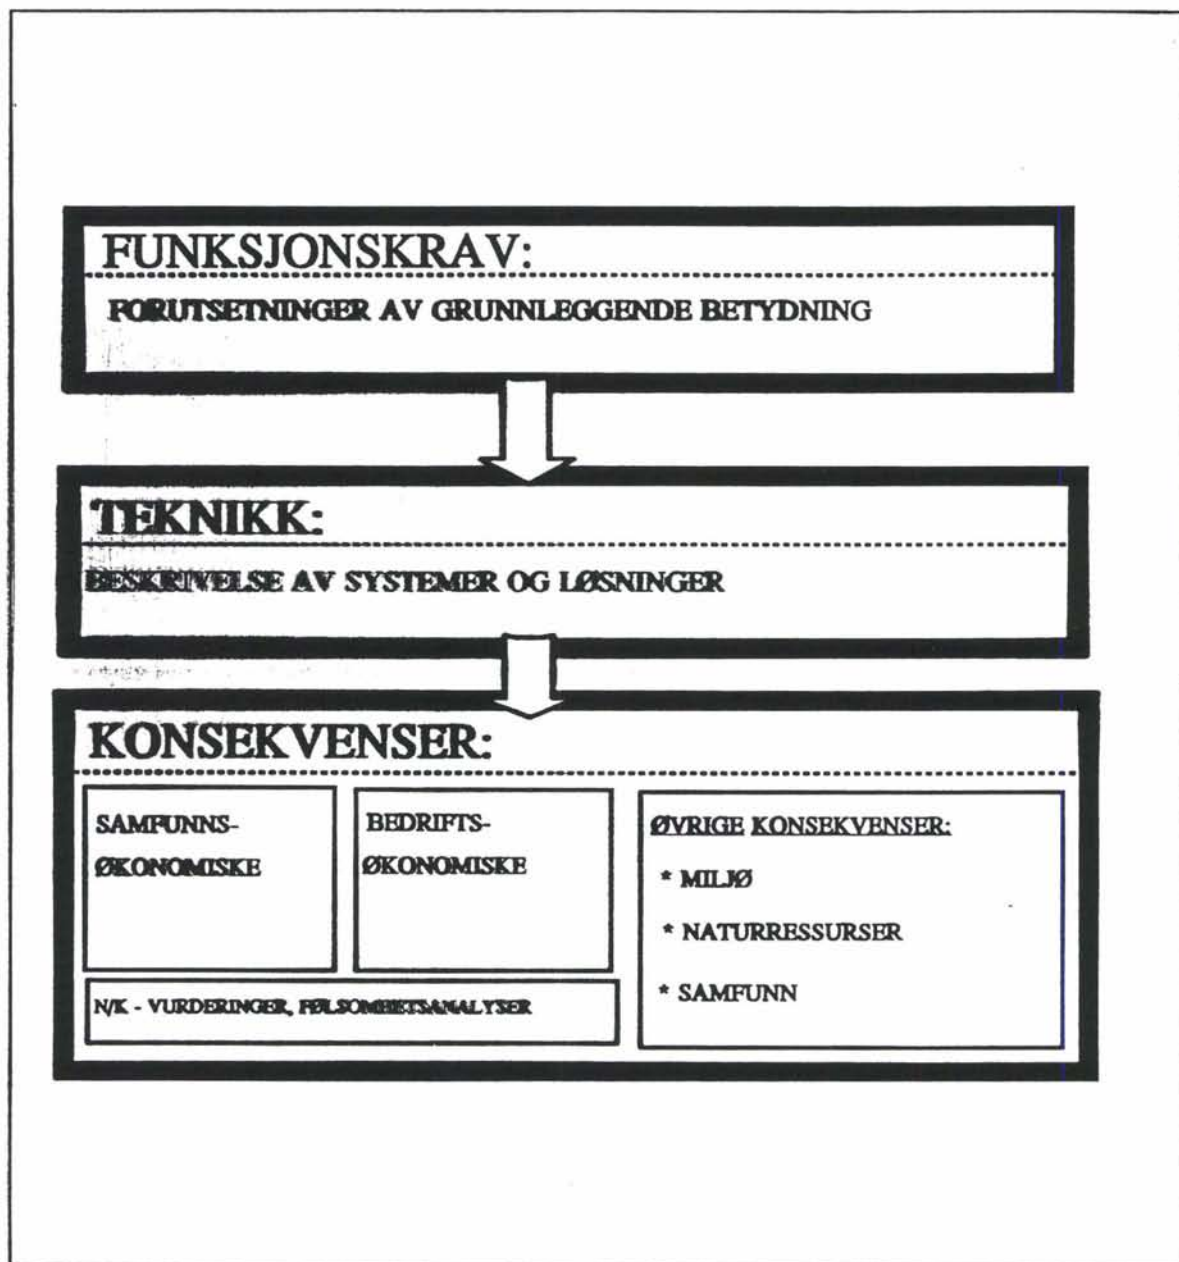 FUNKSJONSKRAV:
FORUTSETNINGER AV GRUNNLEGGENDE BETYDNING
TEKNIKK:
BESKRIVELSE AV SYSTEMER OG LØSNINGER
KONSEKVENSER:
SAMFUNNS-
ØKONOMISKE
BEDRIFTS-
ØKONOMISKE
N/K - VURDERINGER, FØLSOMHETSANALYSER
ØVRIGE KONSEKVENSER:
* MILJØ
* NATURRESSURSER
* SAMFUNN